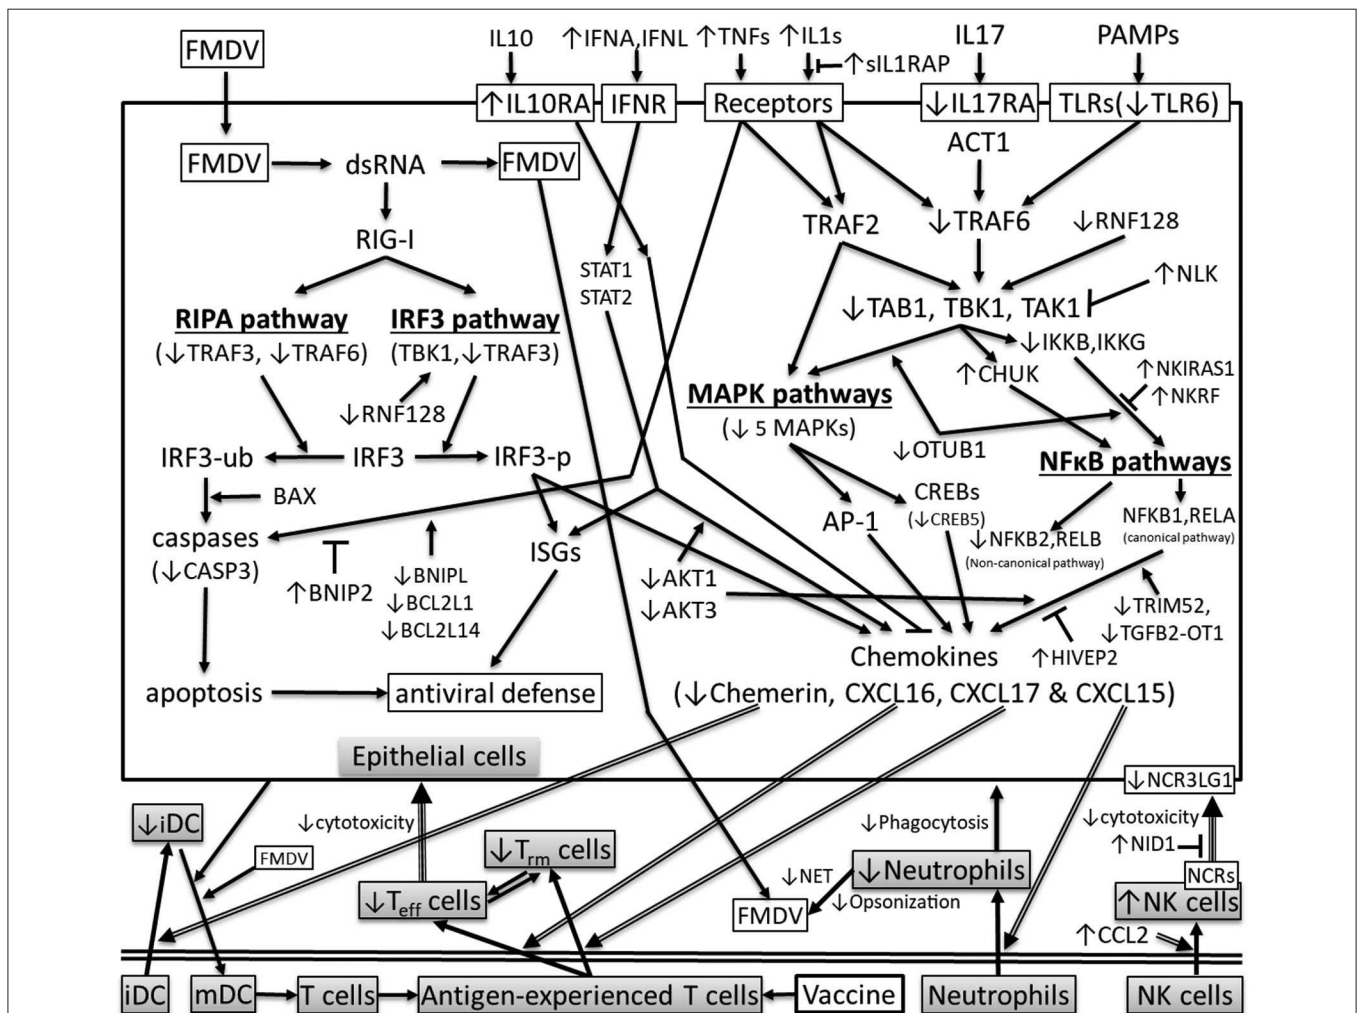 FMDV
IL10
↑IFNA,IFNL
↑TNFs
↑IL1s
IL17
PAMPs
↑sIL1RAP
↑IL10RA
IFNR
Receptors
↓IL17RA
TLRs(↓TLR6)
ACT1
FMDV
dsRNA
FMDV
TRAF2
↓TRAF6
↓RNF128
RIG-I
STAT1
STAT2
↑NLK
↓TAB1, TBK1, TAK1
RIPA pathway
(↓TRAF3, ↓TRAF6)
IRF3 pathway
(TBK1,↓TRAF3)
↓IKKB,IKKG
↑CHUK
↑NKIRAS1
↑NKRF
MAPK pathways
(↓ 5 MAPKs)
↓RNF128
↓OTUB1
IRF3-ub
IRF3
IRF3-p
NFκB pathways
BAX
CREBs
(↓CREB5)
AP-1
NFKB1,RELA
(canonical pathway)
↓NFKB2,RELB
(Non-canonical pathway)
caspases
(↓CASP3)
ISGs
↑BNIP2
↓BNIPL
↓BCL2L1
↓BCL2L14
↓AKT1
↓AKT3
↓TRIM52,
↓TGFB2-OT1
↑HIVEP2
Chemokines
(↓Chemerin, CXCL16, CXCL17 & CXCL15)
apoptosis
antiviral defense
Epithelial cells
↓NCR3LG1
↓iDC
↓cytotoxicity
↓Phagocytosis
↓cytotoxicity
↑NID1
FMDV
↓Trm cells
↓NET
↓Neutrophils
NCRs
↓Teff cells
↓Opsonization
↑NK cells
FMDV
↑CCL2
iDC
mDC
T cells
Antigen-experienced T cells
Vaccine
Neutrophils
NK cells